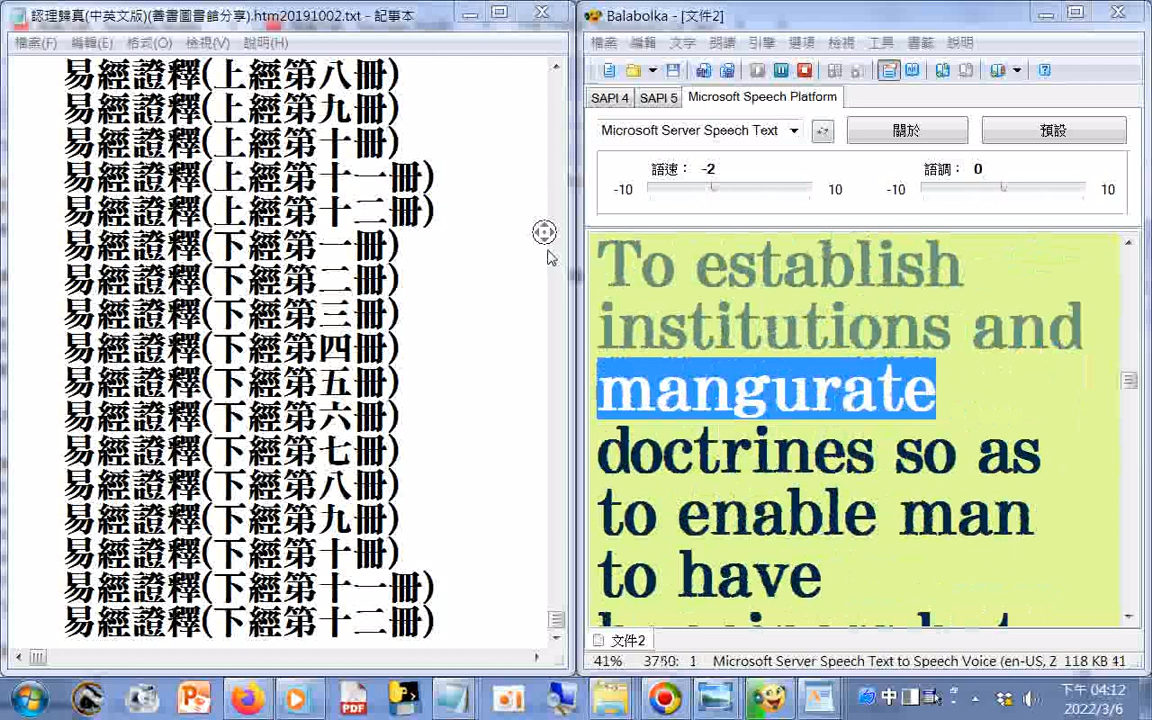 認理歸真(中英文版)(善書圖書館分享).htm20191002.txt - 記事本
檔案(F) 編輯(E) 格式(O) 檢視(V) 說明(H)
易經證釋(上經第八冊)
易經證釋(上經第九冊)
易經證釋(上經第十冊)
易經證釋(上經第十一冊)
易經證釋(上經第十二冊)
易經證釋(下經第一冊)
易經證釋(下經第二冊)
易經證釋(下經第三冊)
易經證釋(下經第四冊)
易經證釋(下經第五冊)
易經證釋(下經第六冊)
易經證釋(下經第七冊)
易經證釋(下經第八冊)
易經證釋(下經第九冊)
易經證釋(下經第十冊)
易經證釋(下經第十一冊)
易經證釋(下經第十二冊)
Balabolka - [文件2]
檔案 編輯 文字 朗讀 引擎 選項 檢視 工具 書籤 說明
SAPI 4 SAPI 5 Microsoft Speech Platform
Microsoft Server Speech Text 關於 預設
語速： -2 語調： 0
-10 10 -10 10
To establish
institutions and
mangurate
doctrines so as
to enable man
to have
文件2
41% 3750: 1 Microsoft Server Speech Text to Speech Voice (en-US, Z 118 KB 41
中 下午 04:12
2022/3/6